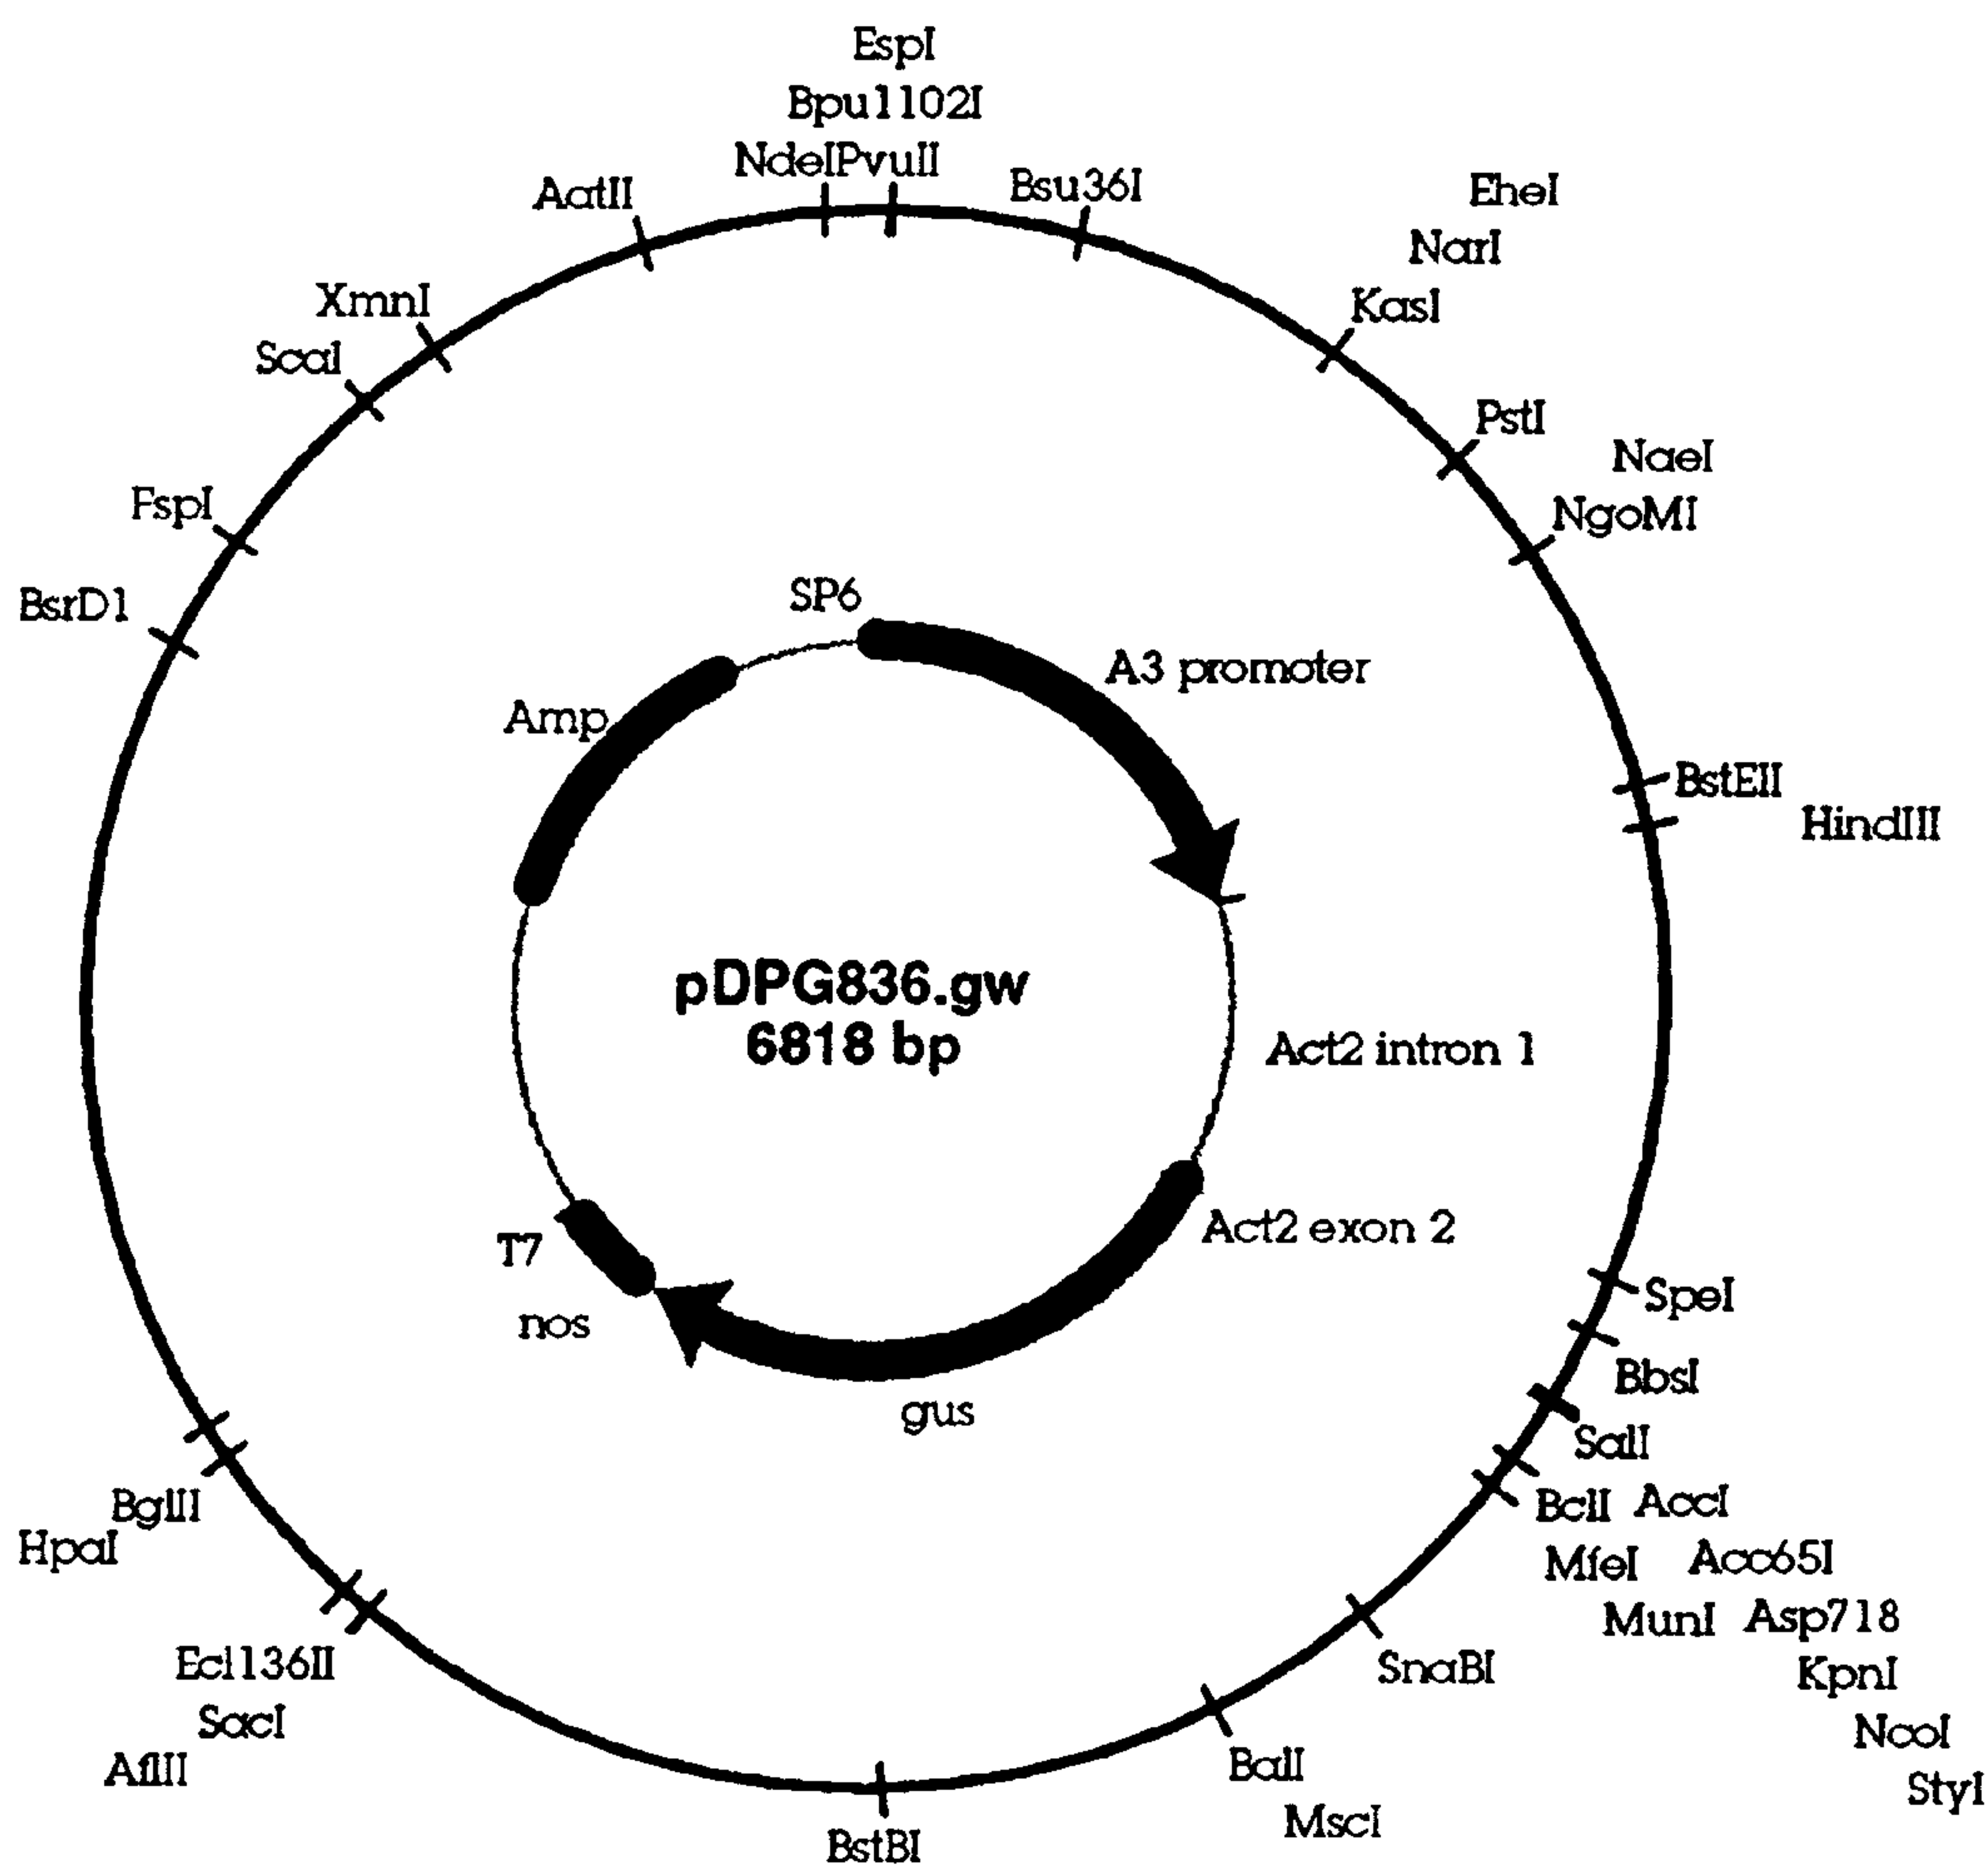 EspI
Bpu1102I
NdeIPvuII
Bsu36I
EheI
AatII
NarI
XmnI
KasI
ScaI
PstI
NaeI
FspI
NgoMI
SP6
BsrD1
A3 promoter
Amp
BstEII
HindIII
pDPG836.gw
6818 bp
Act2 intron 1
Act2 exon 2
T7
SpeI
nos
BbsI
gus
SalI
BglII
BclI AccI
HpaI
MfeI Acc65I
MunI Asp718
Ecl136II
SnaBI
KpnI
SacI
NcoI
AflII
BalI
StyI
MscI
BstBI